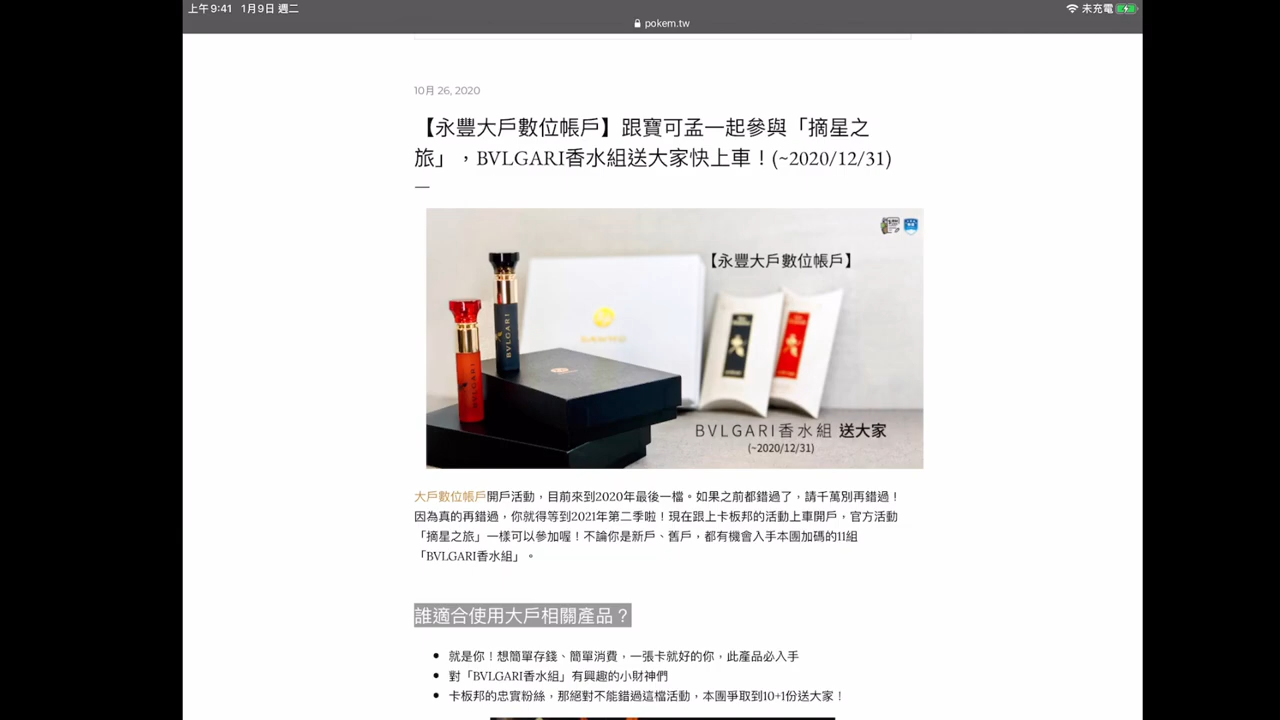 上午9:41 1月9日 週二
未充電
pokem.tw
10月 26, 2020
【永豐大戶數位帳戶】跟寶可孟一起參與「摘星之
旅」，BVLGARI香水組送大家快上車！(~2020/12/31)
【永豐大戶數位帳戶】
BVLGARI
BVLGARI
BVLGARI香水組 送大家
(~2020/12/31)
大戶數位帳戶開戶活動，目前來到2020年最後一檔。如果之前都錯過了，請千萬別再錯過！
因為真的再錯過，你就得等到2021年第二季啦！現在跟上卡板邦的活動上車開戶，官方活動
「摘星之旅」一樣可以參加喔！不論你是新戶、舊戶，都有機會入手本團加碼的11組
「BVLGARI香水組」。
誰適合使用大戶相關產品？
就是你！想簡單存錢、簡單消費，一張卡就好的你，此產品必入手
對「BVLGARI香水組」有興趣的小財神們
卡板邦的忠實粉絲，那絕對不能錯過這檔活動，本團爭取到10+1份送大家！